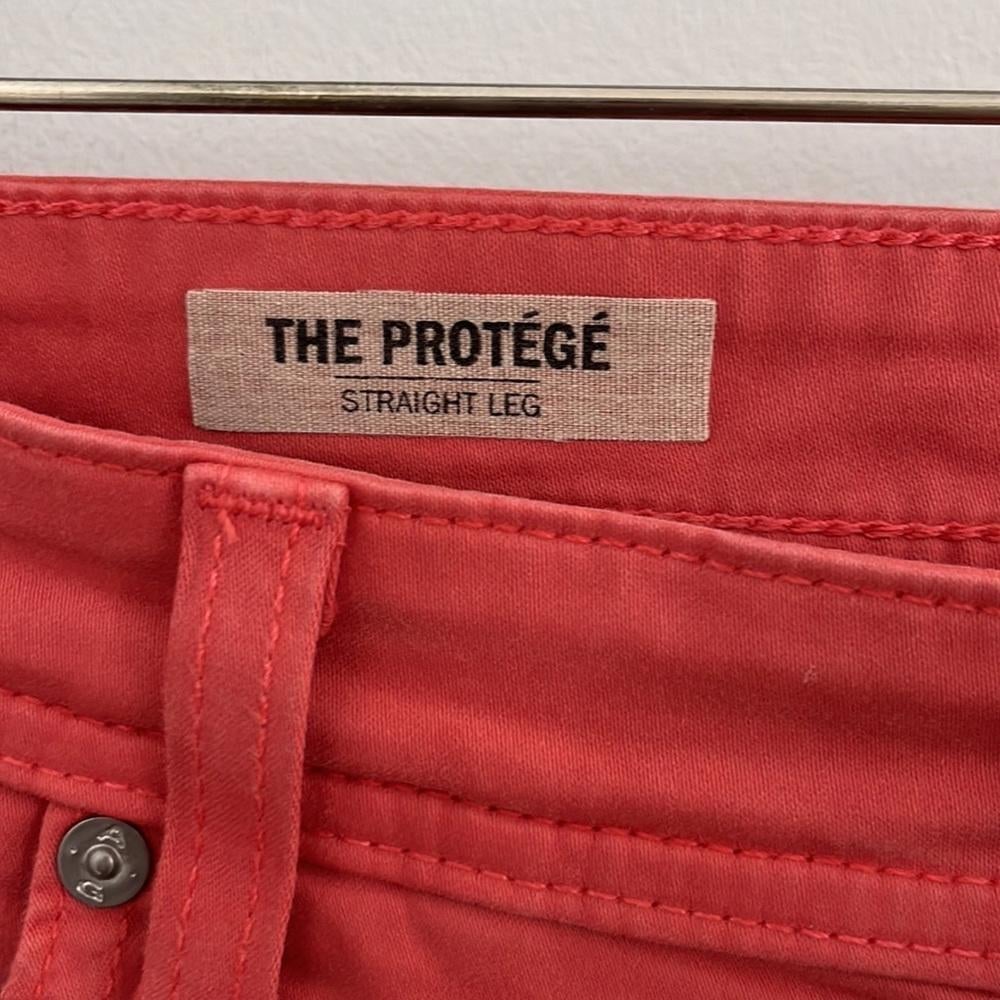 THE PROTÉGÉ
STRAIGHT LEG
A
G